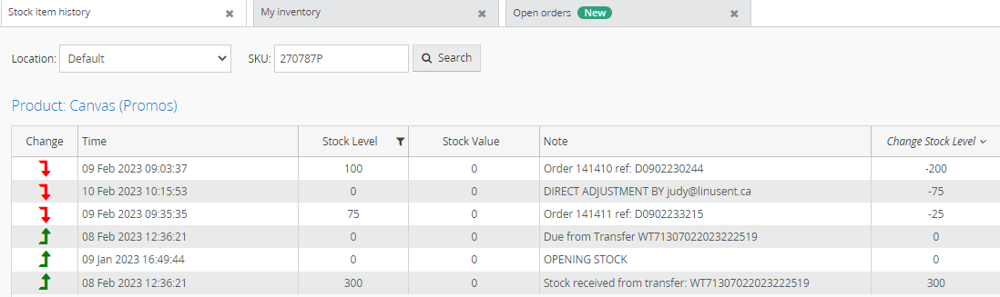 Stock item history
My inventory
Open orders New
Location: Default SKU: 270787P Search
Product: Canvas (Promos)
Change Time Stock Level Stock Value Note Change Stock Level
09 Feb 2023 09:03:37 100 0 Order 141410 ref: D0902230244 -200
10 Feb 2023 10:15:53 0 0 DIRECT ADJUSTMENT BY judy@linusent.ca -75
09 Feb 2023 09:35:35 75 0 Order 141411 ref: D0902233215 -25
08 Feb 2023 12:36:21 0 0 Due from Transfer WT71307022023222519 0
09 Jan 2023 16:49:44 0 0 OPENING STOCK 0
08 Feb 2023 12:36:21 300 0 Stock received from transfer: WT71307022023222519 300